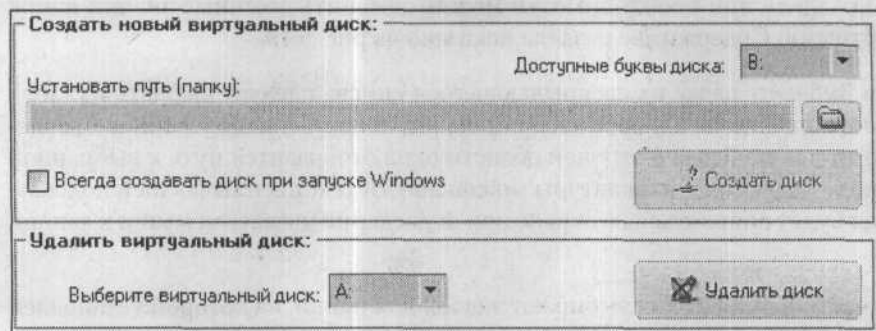 Создать новый виртуальный диск:
Доступные буквы диска: B:
Установать путь (папку):
Всегда создавать диск при запуске Windows
Создать диск
Удалить виртуальный диск:
Выберите виртуальный диск: A:
Удалить диск